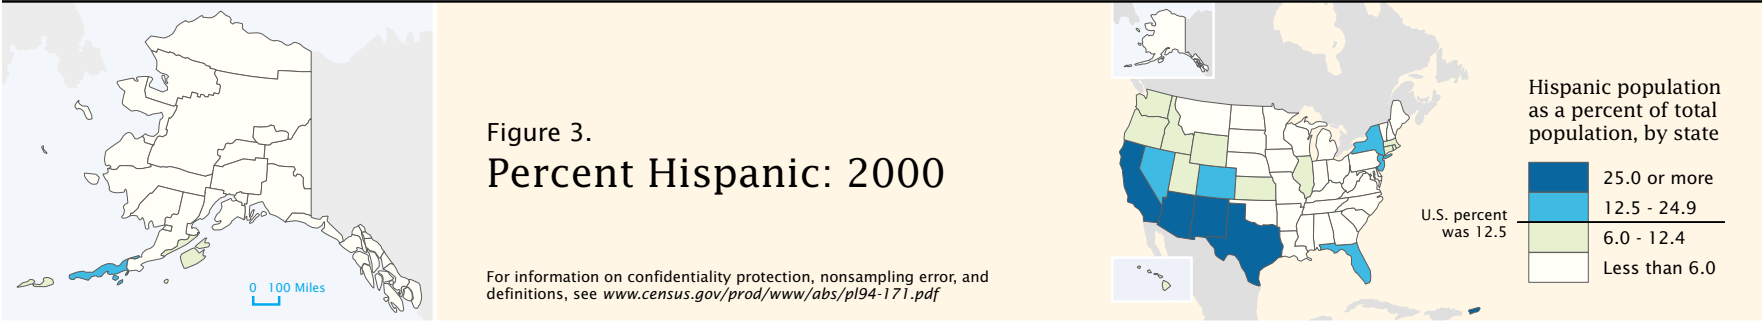 Figure 3.
Percent Hispanic: 2000
For information on confidentiality protection, nonsampling error, and
definitions, see www.census.gov/prod/www/abs/pl94-171.pdf
0 100 Miles
Hispanic population
as a percent of total
population, by state
25.0 or more
12.5 - 24.9
U.S. percent
was 12.5
6.0 - 12.4
Less than 6.0